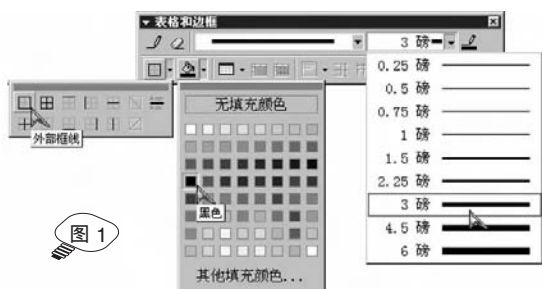 表格和边框
3 磅
0.25 磅
0.5 磅
0.75 磅
1 磅
1.5 磅
2.25 磅
3 磅
4.5 磅
6 磅
外部框线
无填充颜色
黑色
其他填充颜色...
图 1